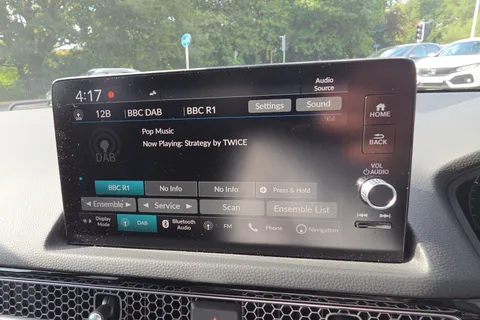 Audio
Source
4:17
12B BBC DAB BBC R1 Settings Sound
HOME
Pop Music
Now Playing: Strategy by TWICE
DAB
BACK
VOL
AUDIO
BBC R1 No Info No Info Press & Hold
Ensemble Service Scan Ensemble List
Display
Mode
DAB
Bluetooth
Audio
FM
Phone
Navigation